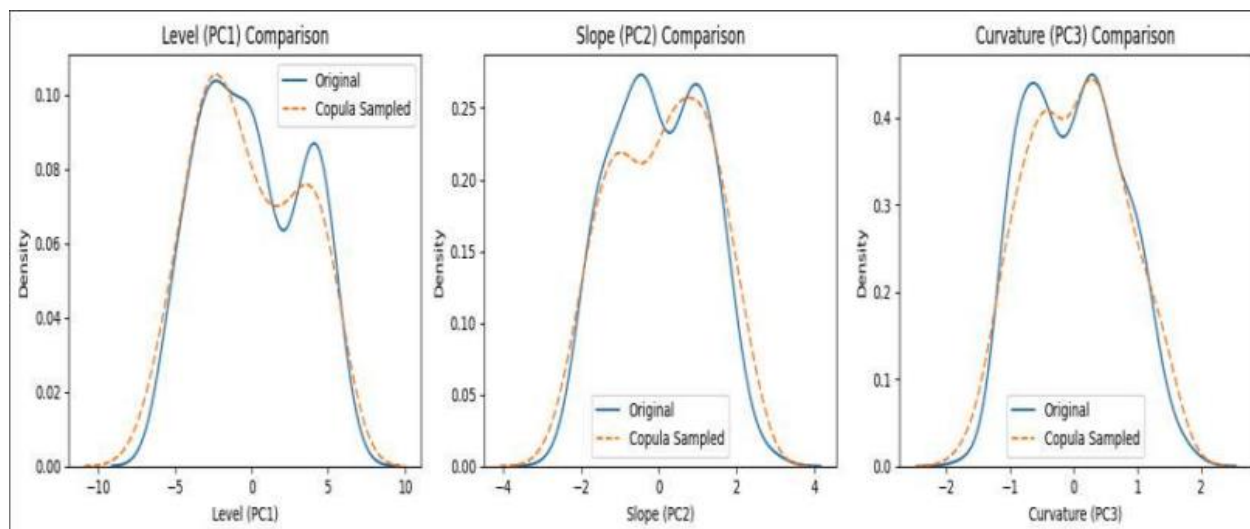 Level (PC1) Comparison
Original
Copula Sampled
0.10
0.08
0.06
0.04
0.02
0.00
Density
−10
−5
0
5
10
Level (PC1)
Slope (PC2) Comparison
0.25
0.20
0.15
0.10
0.05
0.00
Density
Original
Copula Sampled
−4
−2
0
2
4
Slope (PC2)
Curvature (PC3) Comparison
0.4
0.3
0.2
0.1
0.0
Density
Original
Copula Sampled
−2
−1
0
1
2
Curvature (PC3)